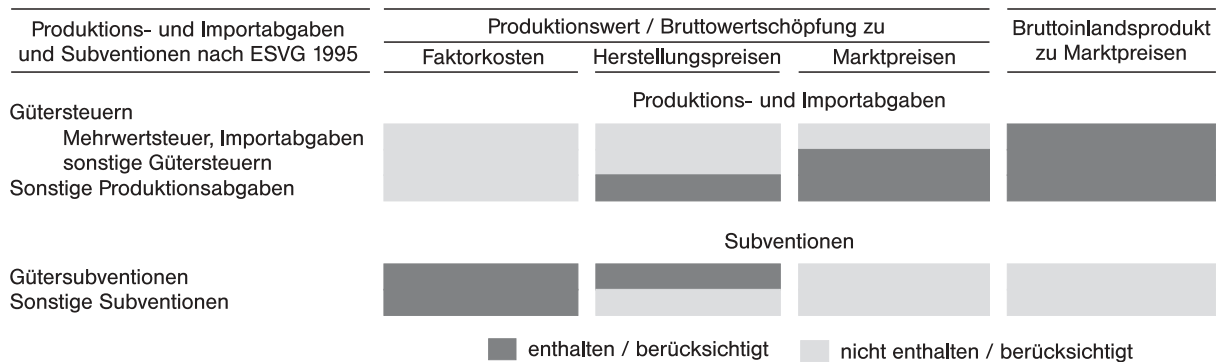 Produktions- und Importabgaben
und Subventionen nach ESVG 1995
Produktionswert / Bruttowertschöpfung zu
Faktorkosten
Herstellungspreisen
Marktpreisen
Bruttoinlandsprodukt
zu Marktpreisen
Produktions- und Importabgaben
Gütersteuern
Mehrwertsteuer, Importabgaben
sonstige Gütersteuern
Sonstige Produktionsabgaben
Subventionen
Gütersubventionen
Sonstige Subventionen
enthalten / berücksichtigt
nicht enthalten / berücksichtigt